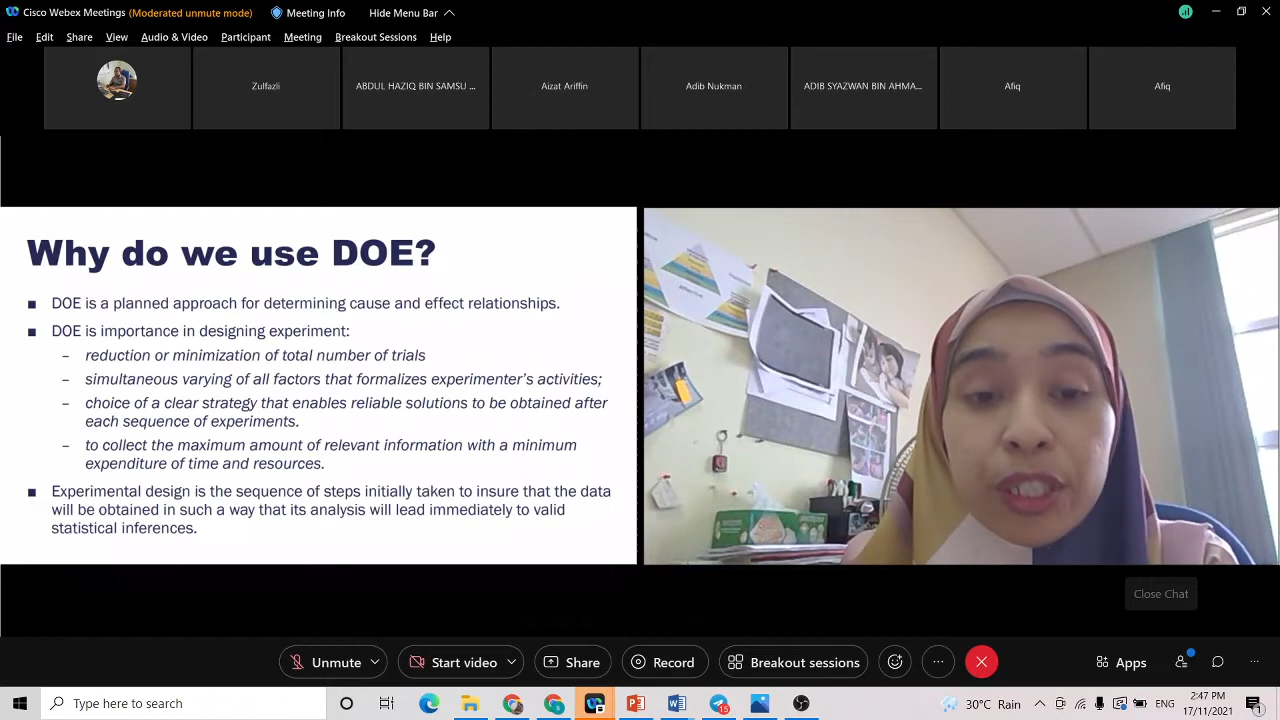 Cisco Webex Meetings (Moderated unmute mode) Meeting Info Hide Menu Bar
File Edit Share View Audio & Video Participant Meeting Breakout Sessions Help
Zulfazli ABDUL HAZIQ BIN SAMSU ... Aizat Ariffin Adib Nukman ADIB SYAZWAN BIN AHMA... Afiq Afiq
Why do we use DOE?
■ DOE is a planned approach for determining cause and effect relationships.
■ DOE is importance in designing experiment:
– reduction or minimization of total number of trials
– simultaneous varying of all factors that formalizes experimenter's activities;
– choice of a clear strategy that enables reliable solutions to be obtained after
each sequence of experiments.
– to collect the maximum amount of relevant information with a minimum
expenditure of time and resources.
■ Experimental design is the sequence of steps initially taken to insure that the data
will be obtained in such a way that its analysis will lead immediately to valid
statistical inferences.
Close Chat
Unmute Start video Share Record Breakout sessions Apps
Type here to search
15
30°C Rain
2:47 PM
17/11/2021
1